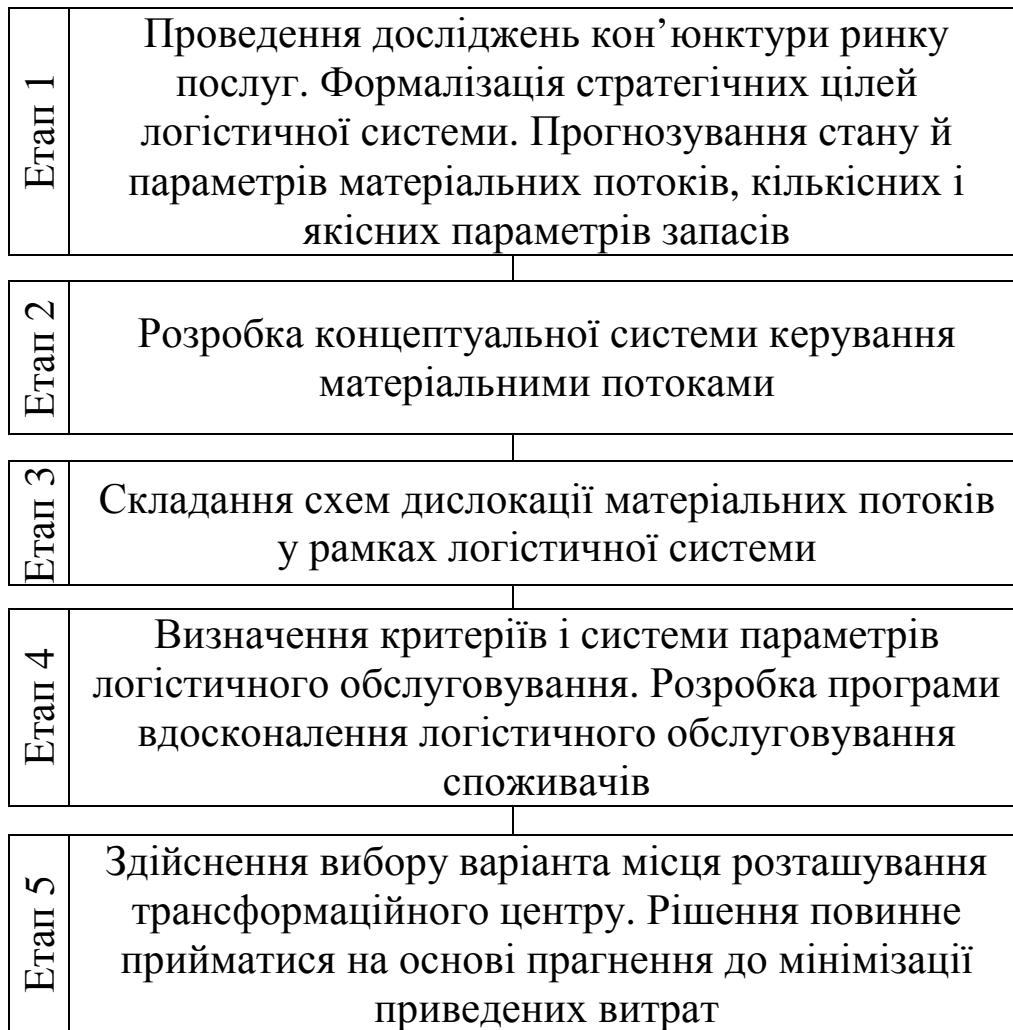 Етап 1
Проведення досліджень кон’юнктури ринку
послуг. Формалізація стратегічних цілей
логістичної системи. Прогнозування стану й
параметрів матеріальних потоків, кількісних і
якісних параметрів запасів
Етап 2
Розробка концептуальної системи керування
матеріальними потоками
Етап 3
Складання схем дислокації матеріальних потоків
у рамках логістичної системи
Етап 4
Визначення критеріїв і системи параметрів
логістичного обслуговування. Розробка програми
вдосконалення логістичного обслуговування
споживачів
Етап 5
Здійснення вибору варіанта місця розташування
трансформаційного центру. Рішення повинне
прийматися на основі прагнення до мінімізації
приведених витрат